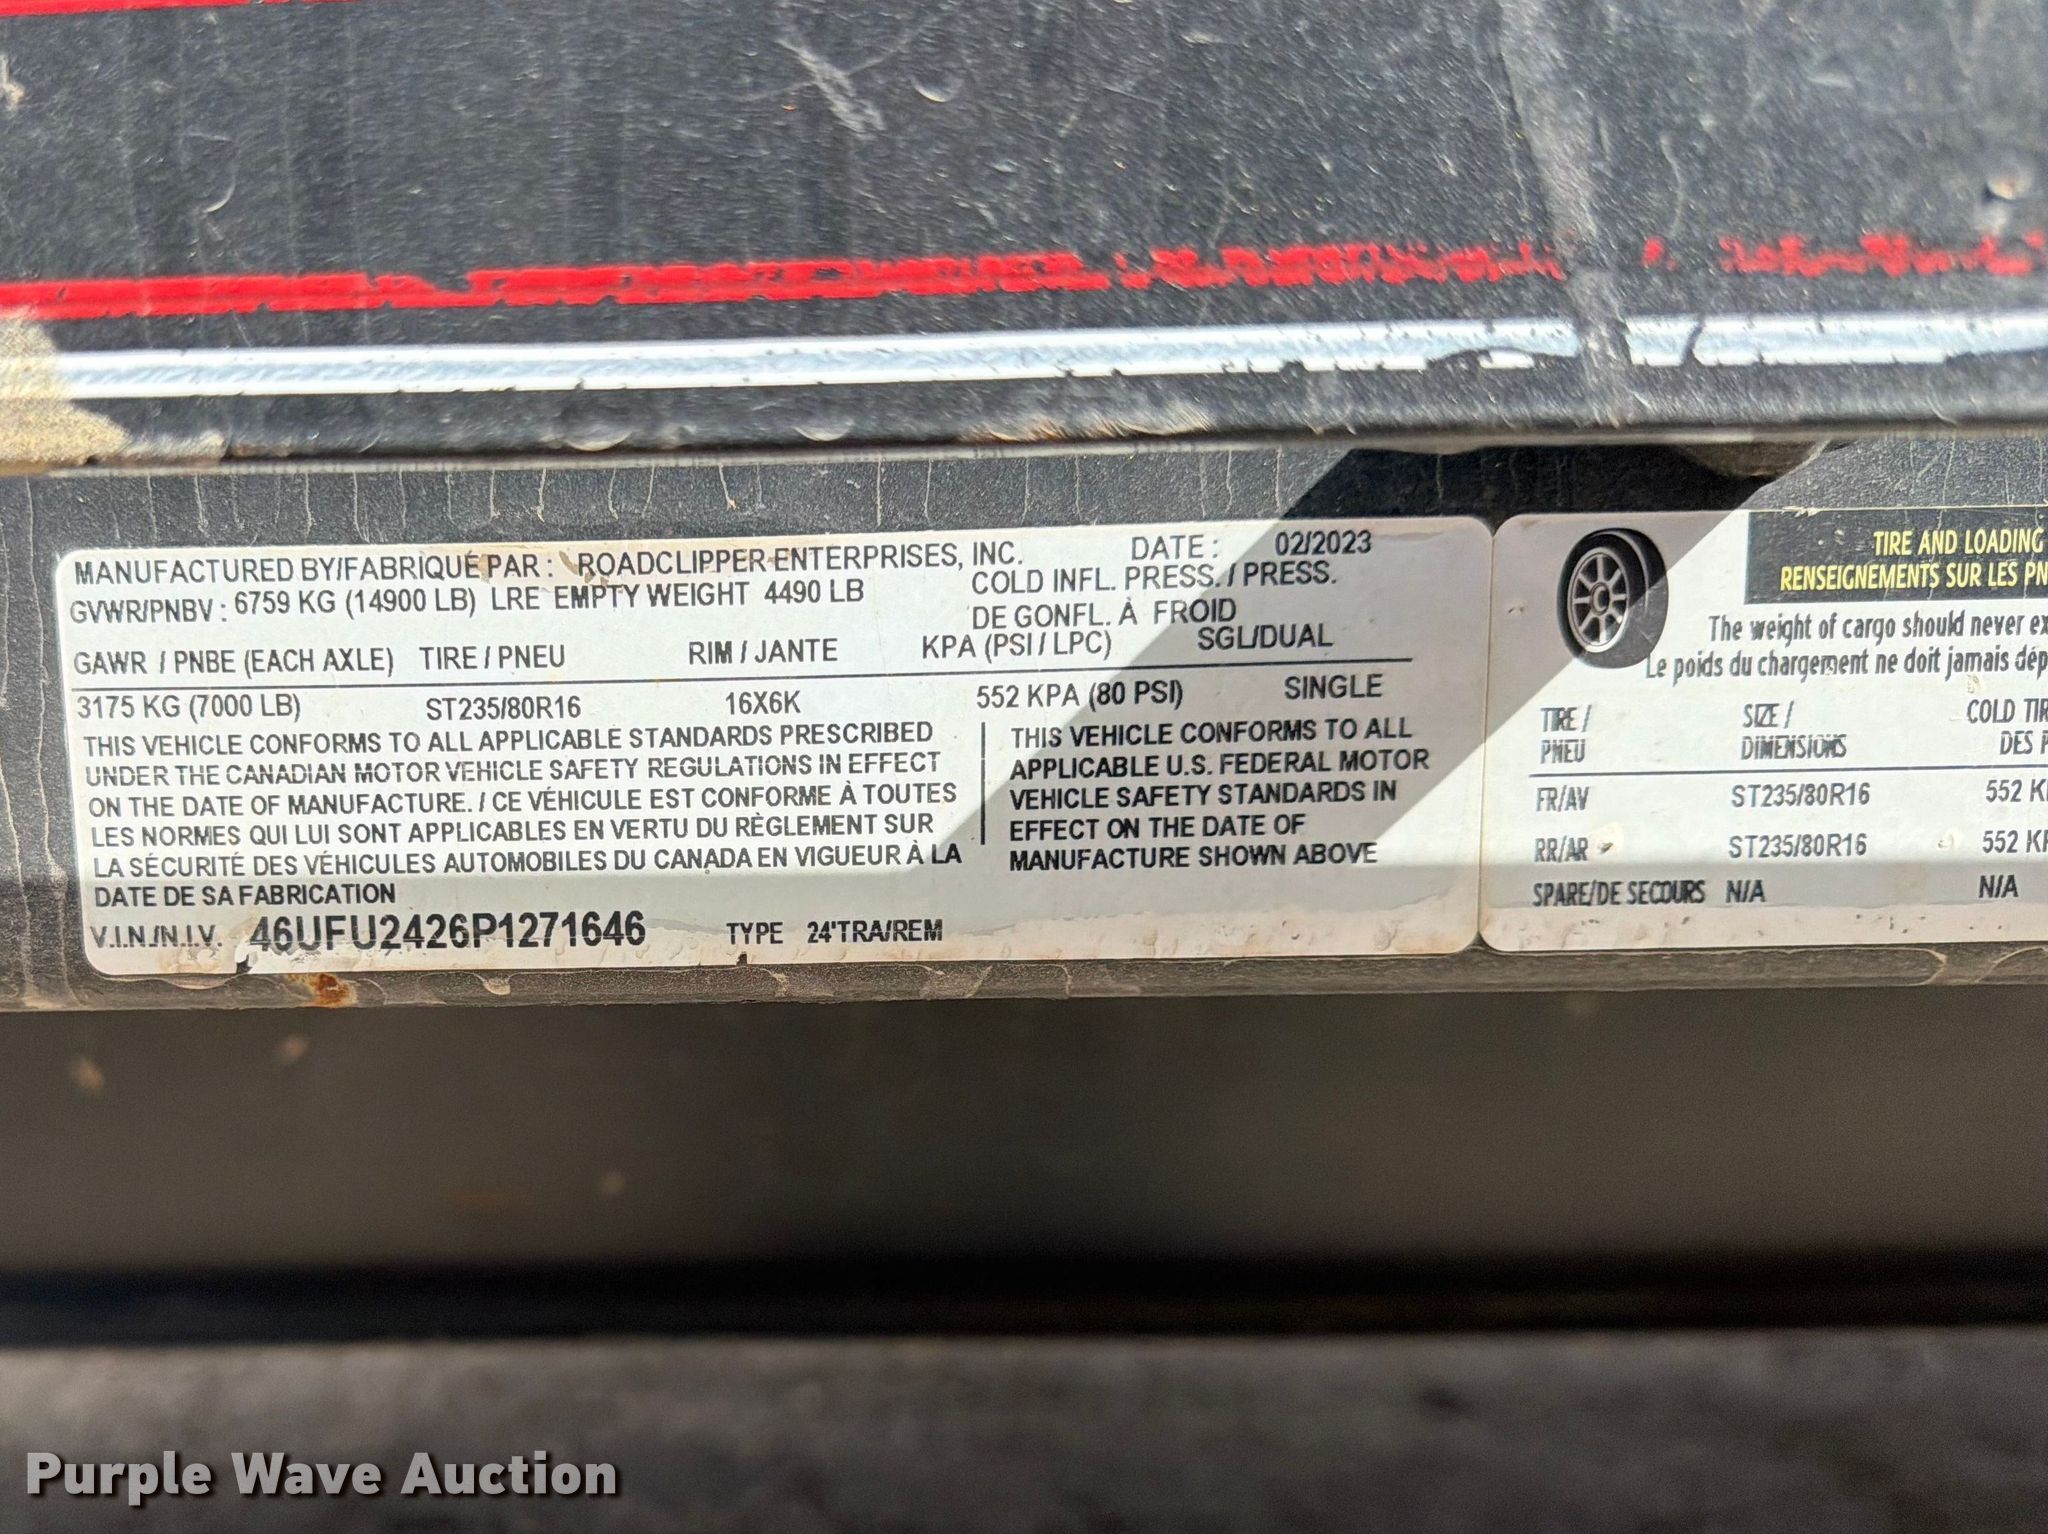 MANUFACTURED BY/FABRIQUÉ PAR : ROADCLIPPER ENTERPRISES, INC. DATE : 02/2023
GVWR/PNBV : 6759 KG (14900 LB) LRE EMPTY WEIGHT 4490 LB COLD INFL. PRESS. / PRESS.
DE GONFL. À FROID
GAWR / PNBE (EACH AXLE) TIRE / PNEU RIM / JANTE KPA (PSI / LPC) SGL/DUAL
3175 KG (7000 LB) ST235/80R16 16X6K 552 KPA (80 PSI) SINGLE
THIS VEHICLE CONFORMS TO ALL APPLICABLE STANDARDS PRESCRIBED
UNDER THE CANADIAN MOTOR VEHICLE SAFETY REGULATIONS IN EFFECT
ON THE DATE OF MANUFACTURE. / CE VÉHICULE EST CONFORME À TOUTES
LES NORMES QUI LUI SONT APPLICABLES EN VERTU DU RÈGLEMENT SUR
LA SÉCURITÉ DES VÉHICULES AUTOMOBILES DU CANADA EN VIGUEUR À LA
DATE DE SA FABRICATION
THIS VEHICLE CONFORMS TO ALL
APPLICABLE U.S. FEDERAL MOTOR
VEHICLE SAFETY STANDARDS IN
EFFECT ON THE DATE OF
MANUFACTURE SHOWN ABOVE
V.I.N./N.I.V. 46UFU2426P1271646 TYPE 24'TRA/REM
TIRE AND LOADING
RENSEIGNEMENTS SUR LES PN
The weight of cargo should never ex
Le poids du chargement ne doit jamais dép
TIRE / SIZE / COLD TIR
PNEU DIMENSIONS DES P
FR/AV ST235/80R16 552 K
RR/AR ST235/80R16 552 K
SPARE/DE SECOURS N/A N/A
Purple Wave Auction